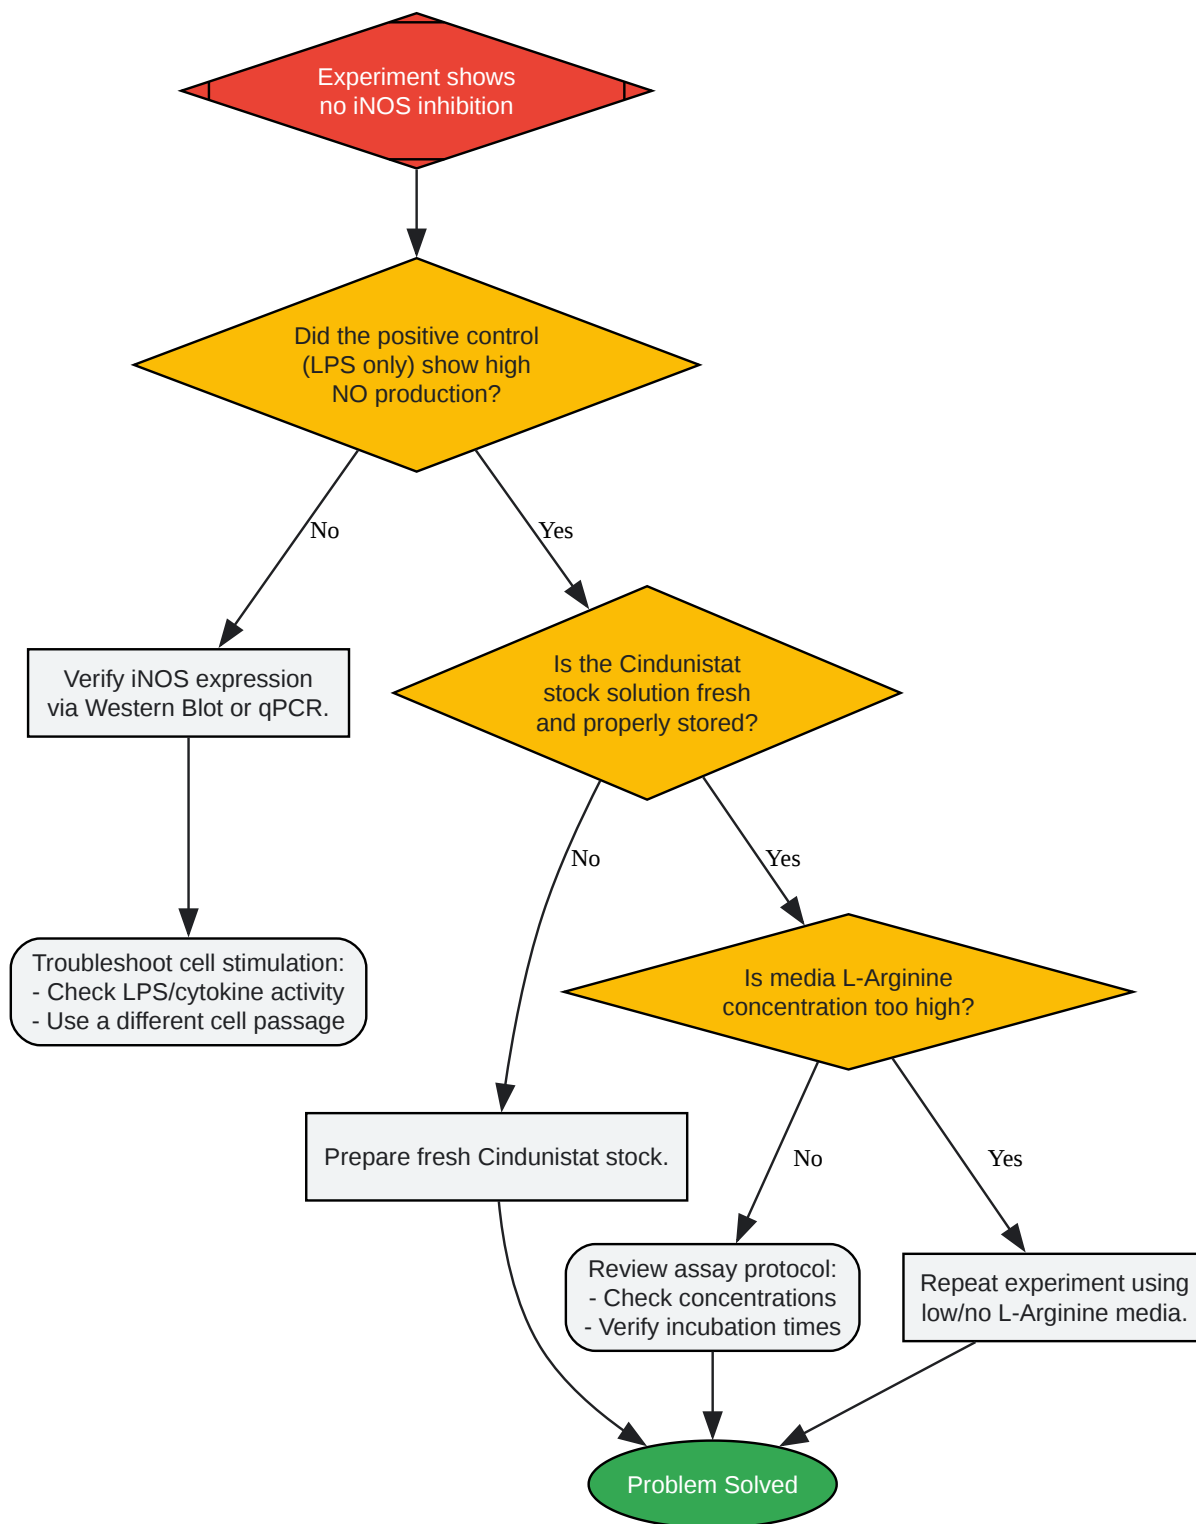 Experiment shows
no iNOS inhibition
Did the positive control
(LPS only) show high
NO production?
No
Yes
Verify iNOS expression
via Western Blot or qPCR.
Is the Cindunistat
stock solution fresh
and properly stored?
No
Yes
Troubleshoot cell stimulation:
- Check LPS/cytokine activity
- Use a different cell passage
Is media L-Arginine
concentration too high?
Prepare fresh Cindunistat stock.
No
Yes
Review assay protocol:
- Check concentrations
- Verify incubation times
Repeat experiment using
low/no L-Arginine media.
Problem Solved